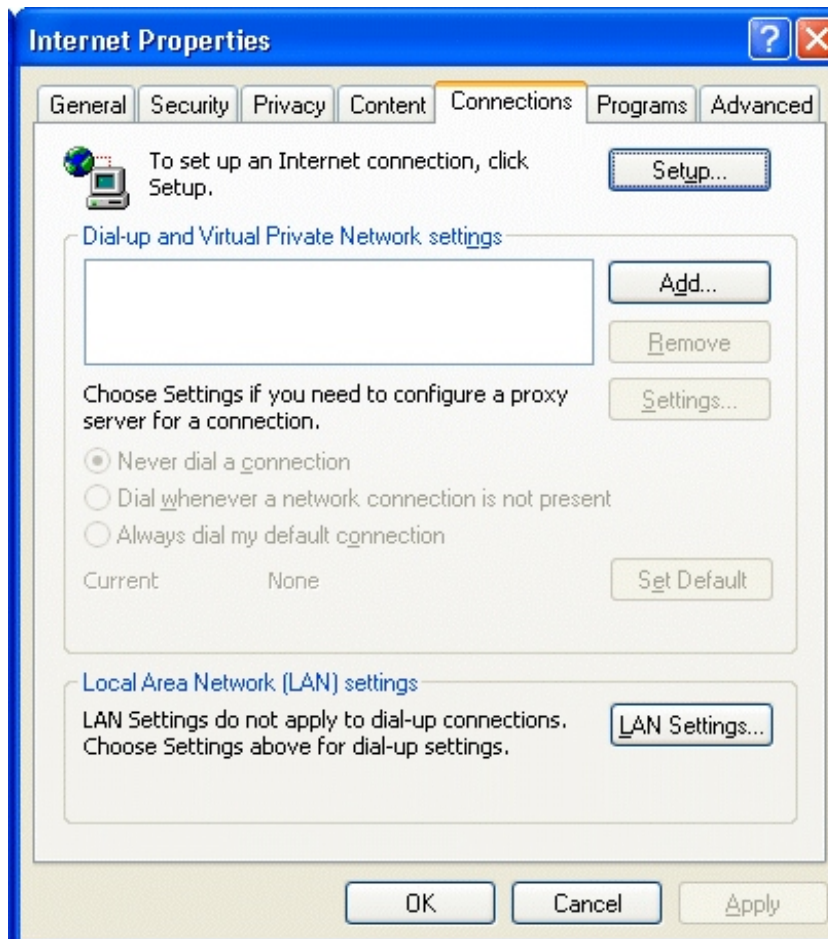 Internet Properties
?
General Security Privacy Content Connections Programs Advanced
To set up an Internet connection, click
Setup.
Setup...
Dial-up and Virtual Private Network settings
Add...
Remove
Choose Settings if you need to configure a proxy
server for a connection.
Settings...
Never dial a connection
Dial whenever a network connection is not present
Always dial my default connection
Current None
Set Default
Local Area Network (LAN) settings
LAN Settings do not apply to dial-up connections.
Choose Settings above for dial-up settings.
LAN Settings...
OK Cancel Apply